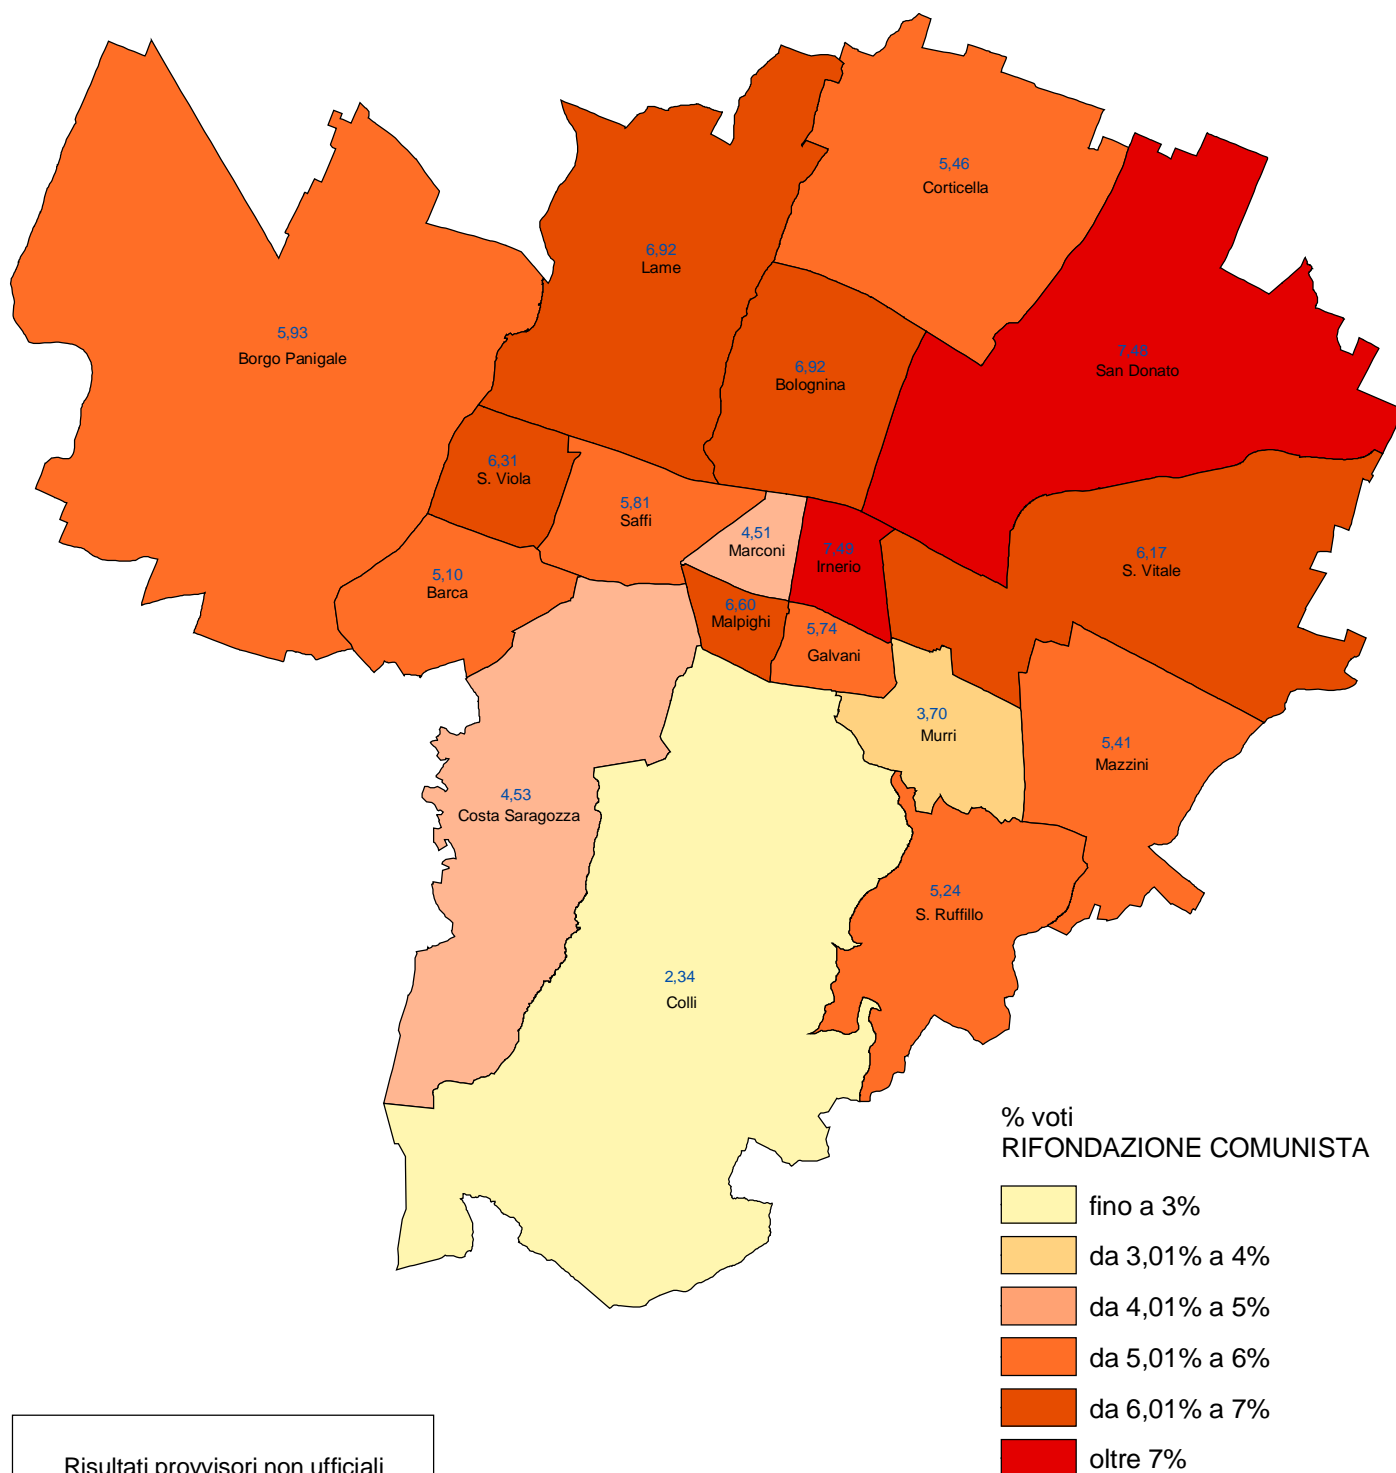 5,46
Corticella
6,92
Lame
5,93
Borgo Panigale
7,48
San Donato
6,92
Bolognina
6,31
S. Viola
5,81
Saffi
4,51
Marconi
7,49
Irnerio
6,17
S. Vitale
5,10
Barca
6,60
Malpighi
5,74
Galvani
3,70
Murri
5,41
Mazzini
4,53
Costa Saragozza
5,24
S. Ruffillo
2,34
Colli
% voti
RIFONDAZIONE COMUNISTA
fino a 3%
da 3,01% a 4%
da 4,01% a 5%
da 5,01% a 6%
da 6,01% a 7%
oltre 7%
Risultati provvisori non ufficiali